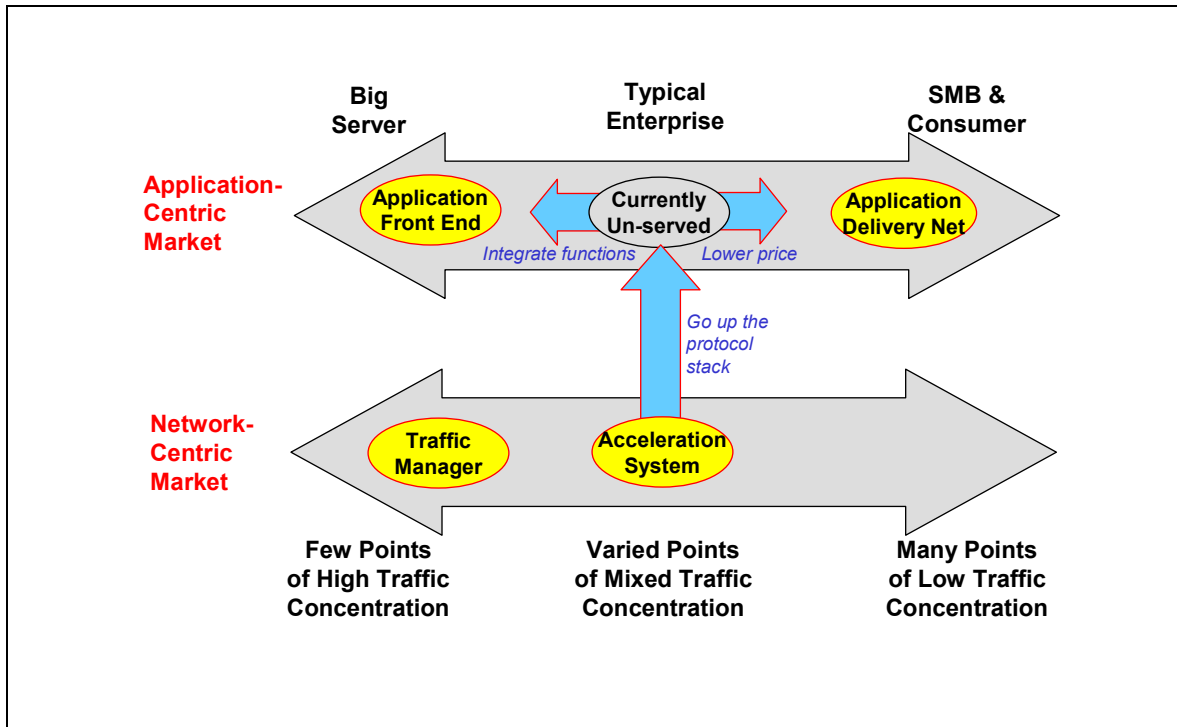 Big
Server
Typical
Enterprise
SMB &
Consumer
Application-
Centric
Market
Application
Front End
Currently
Un-served
Application
Delivery Net
Integrate functions
Lower price
Go up the
protocol
stack
Network-
Centric
Market
Traffic
Manager
Acceleration
System
Few Points
of High Traffic
Concentration
Varied Points
of Mixed Traffic
Concentration
Many Points
of Low Traffic
Concentration